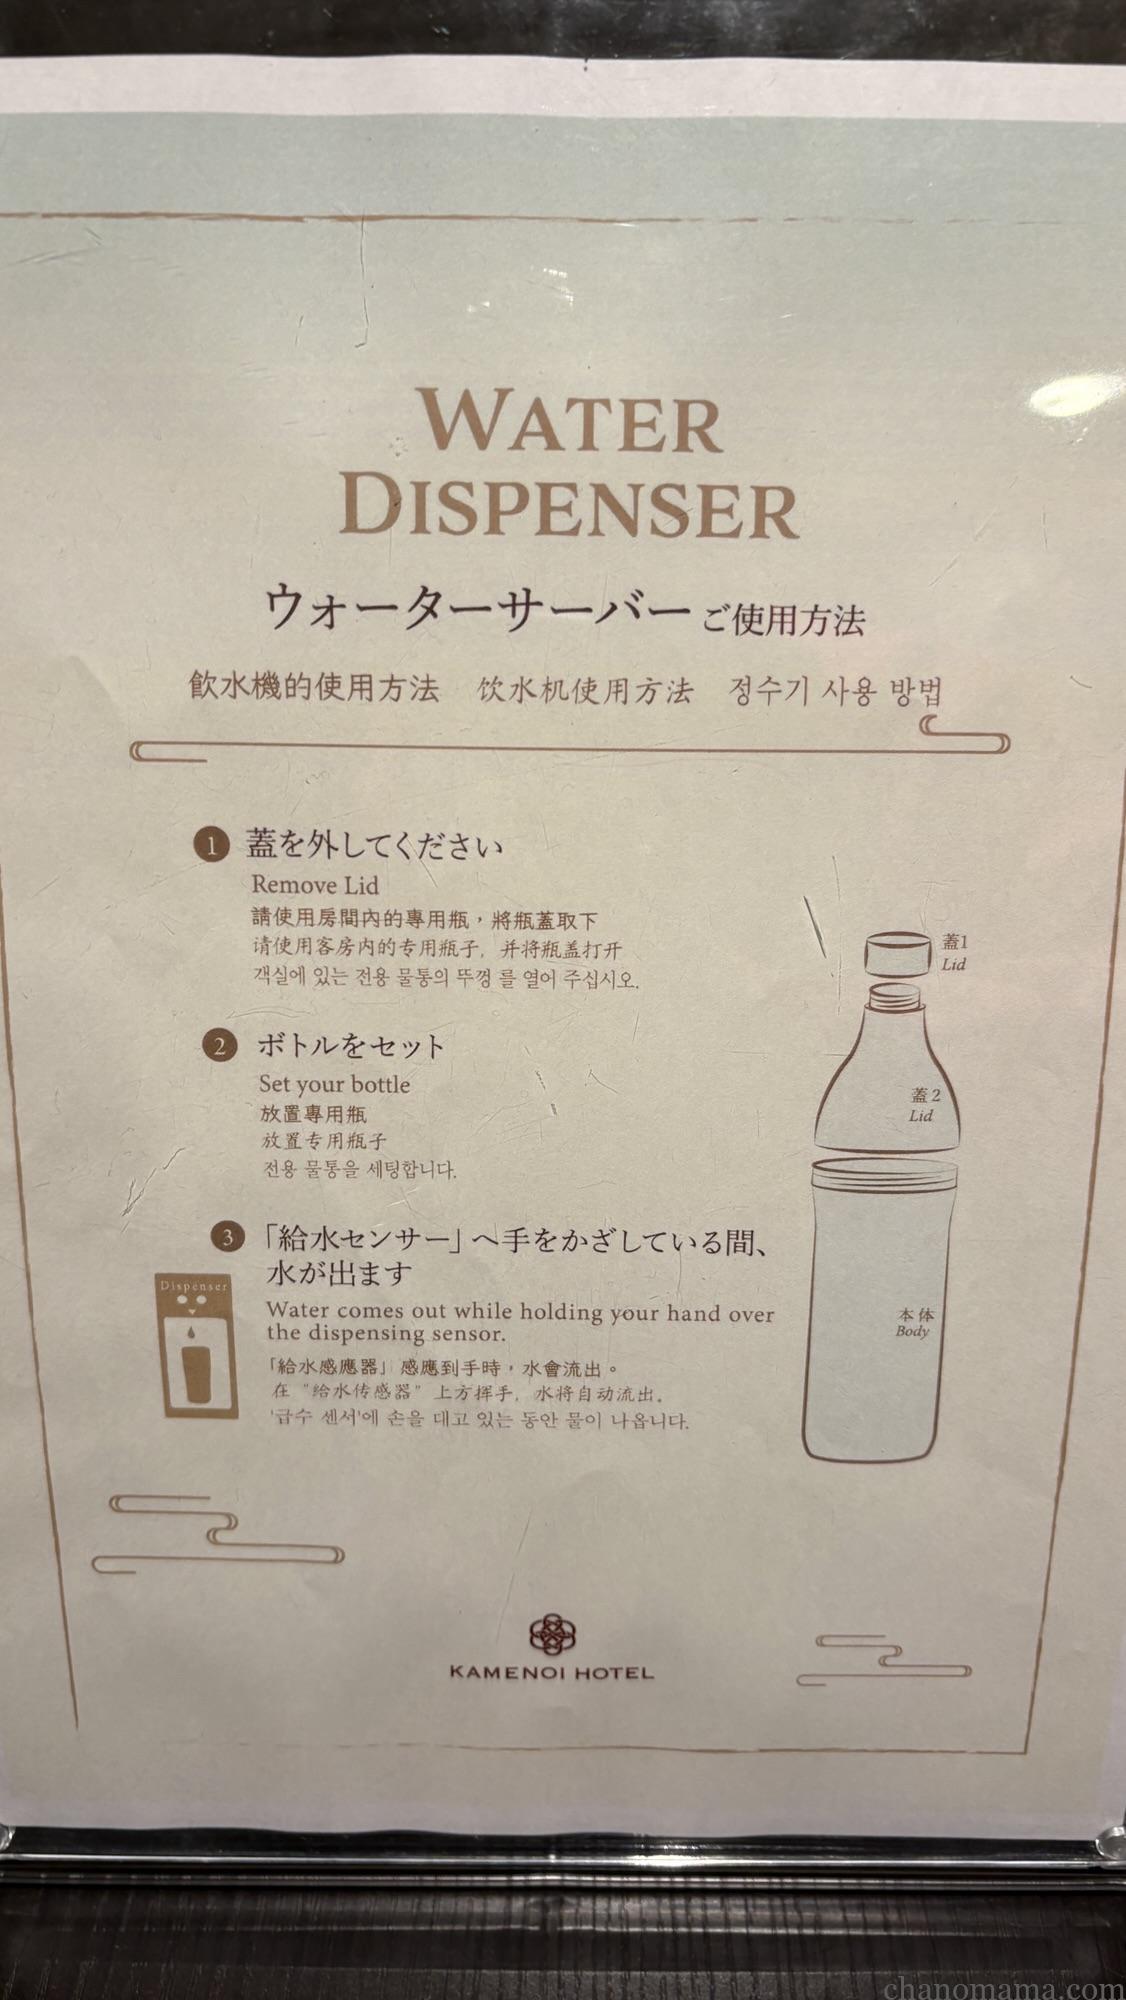 WATER
DISPENSER
ウォーターサーバーご使用方法
飲水機的使用方法 饮水机使用方法 정수기 사용 방법
1 蓋を外してください
Remove Lid
請使用房間內的專用瓶，將瓶蓋取下
请使用客房内的专用瓶子，并将瓶盖打开
객실에 있는 전용 물통의 뚜껑 를 열어 주십시오.
蓋1
Lid
2 ボトルをセット
Set your bottle
放置專用瓶
放置专用瓶子
전용 물통을 세팅합니다.
蓋2
Lid
3 「給水センサー」へ手をかざしている間、
水が出ます
Water comes out while holding your hand over
the dispensing sensor.
「給水感應器」感應到手時，水會流出。
在“给水传感器”上方挥手，水将自动流出。
'급수 센서'에 손을 대고 있는 동안 물이 나옵니다.
Dispenser
本体
Body
KAMENOI HOTEL
chanomama.com